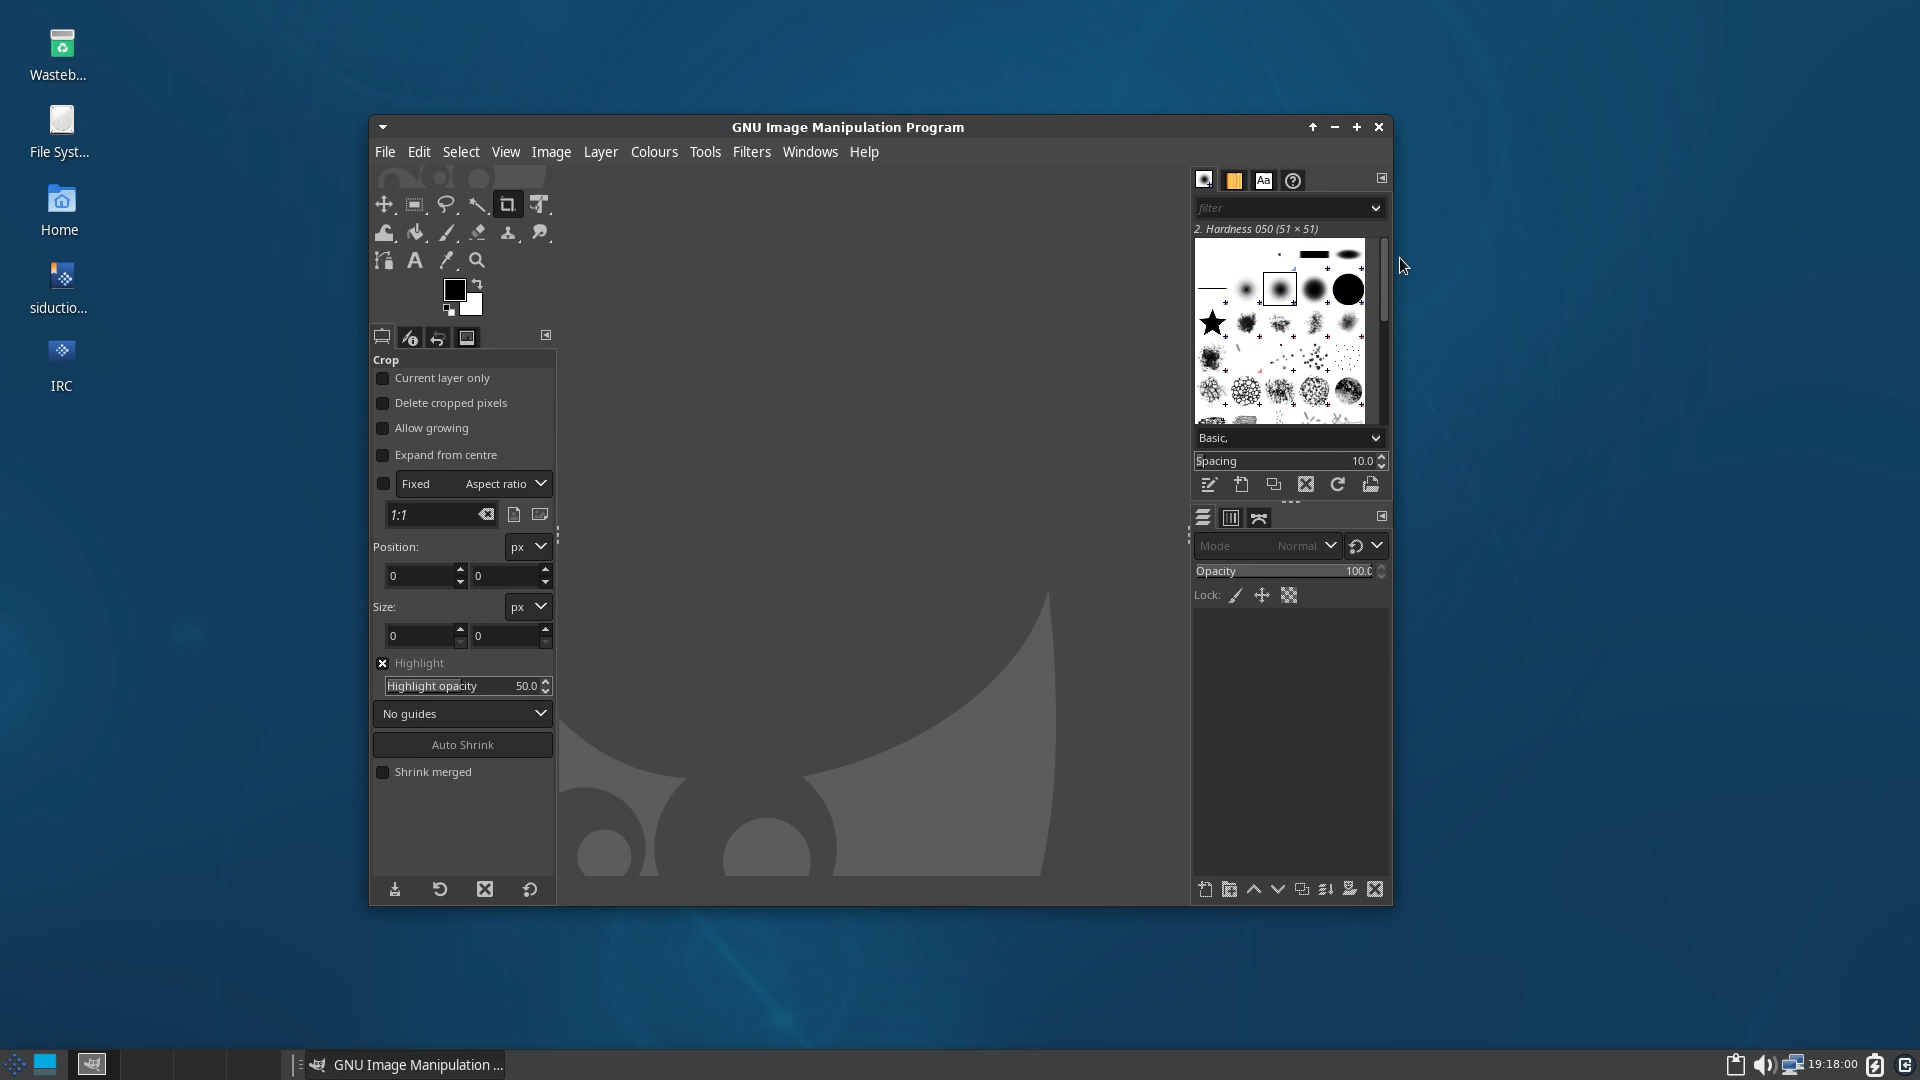 Wasteb...
File Syst...
Home
siductio...
IRC
GNU Image Manipulation Program
File Edit Select View Image Layer Colours Tools Filters Windows Help
Crop
Current layer only
Delete cropped pixels
Allow growing
Expand from centre
Fixed Aspect ratio
1:1
Position: px
0 0
Size: px
0 0
Highlight
Highlight opacity 50.0
No guides
Auto Shrink
Shrink merged
Aa
filter
2. Hardness 050 (51 × 51)
Basic,
Spacing 10.0
Mode Normal
Opacity 100.0
Lock:
GNU Image Manipulation ...
19:18:00